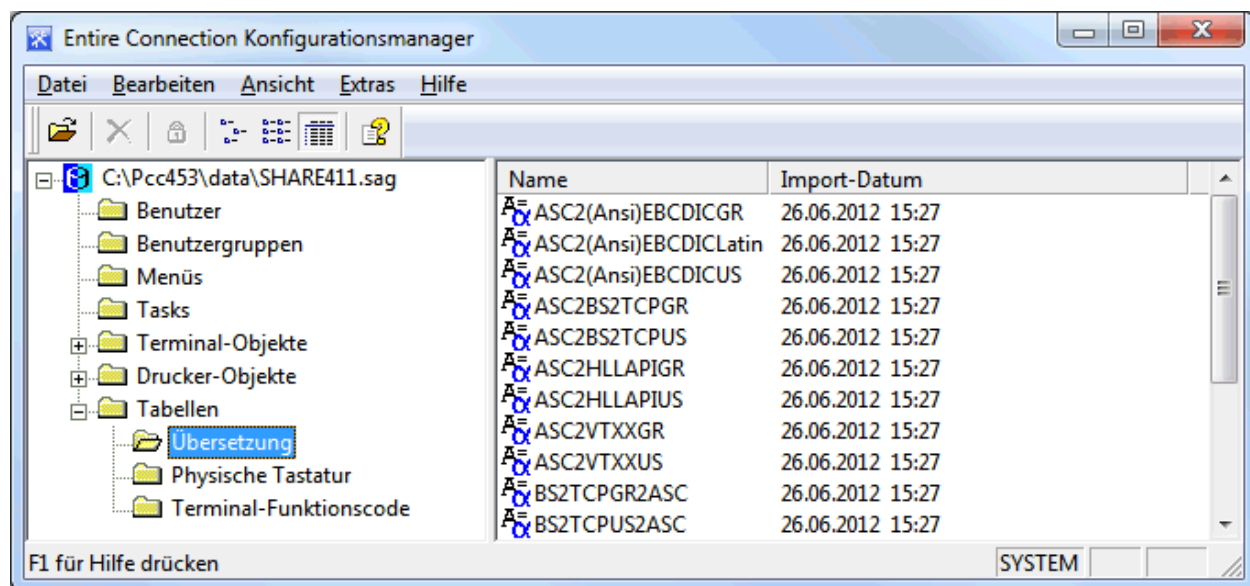 Entire Connection Konfigurationsmanager
Datei Bearbeiten Ansicht Extras Hilfe
C:\Pcc453\data\SHARE411.sag
Benutzer
Benutzergruppen
Menüs
Tasks
Terminal-Objekte
Drucker-Objekte
Tabellen
Übersetzung
Physische Tastatur
Terminal-Funktionscode
Name Import-Datum
ASC2(Ansi)EBCDICGR 26.06.2012 15:27
ASC2(Ansi)EBCDICLatin 26.06.2012 15:27
ASC2(Ansi)EBCDICUS 26.06.2012 15:27
ASC2BS2TCPGR 26.06.2012 15:27
ASC2BS2TCPUS 26.06.2012 15:27
ASC2HLLAPIGR 26.06.2012 15:27
ASC2HLLAPIUS 26.06.2012 15:27
ASC2VTXXGR 26.06.2012 15:27
ASC2VTXXUS 26.06.2012 15:27
BS2TCPGR2ASC 26.06.2012 15:27
BS2TCPUS2ASC 26.06.2012 15:27
F1 für Hilfe drücken SYSTEM